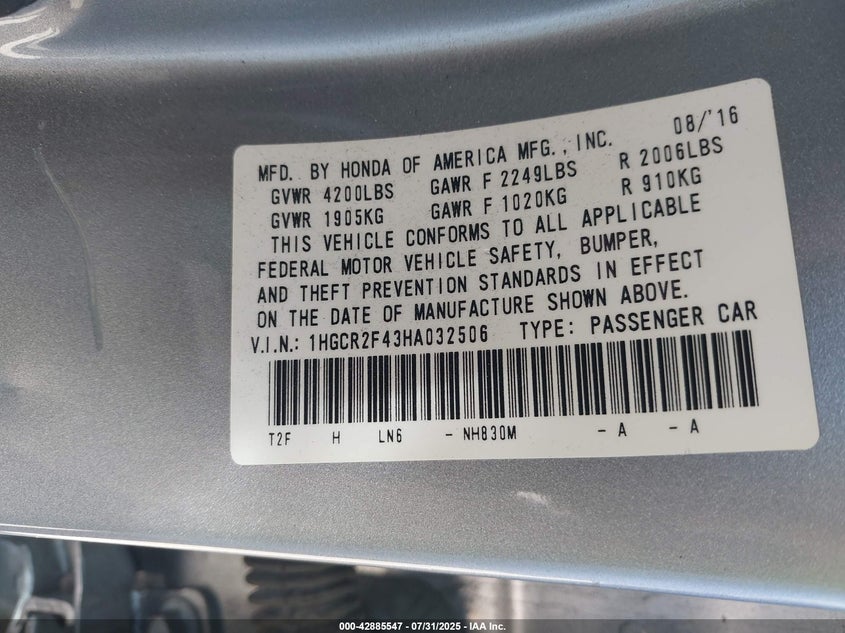 08/'16
MFD. BY HONDA OF AMERICA MFG., INC.
GVWR 4200LBS GAWR F 2249LBS R 2006LBS
GVWR 1905KG GAWR F 1020KG R 910KG
THIS VEHICLE CONFORMS TO ALL APPLICABLE
FEDERAL MOTOR VEHICLE SAFETY, BUMPER,
AND THEFT PREVENTION STANDARDS IN EFFECT
ON THE DATE OF MANUFACTURE SHOWN ABOVE.
V.I.N.: 1HGCR2F43HA032506 TYPE: PASSENGER CAR
T2F H LN6 - NH830M - A - A
000-42885547 - 07/31/2025 - IAA Inc.